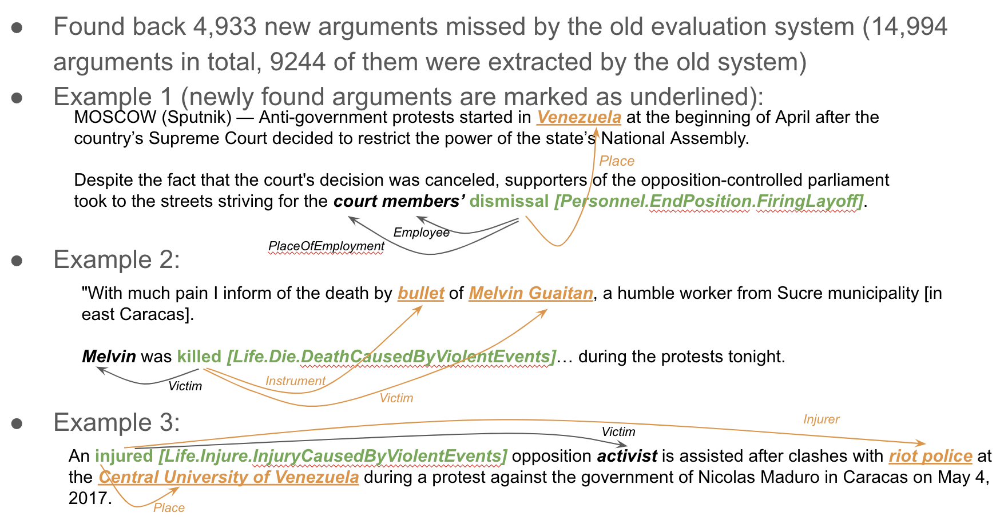 ● Found back 4,933 new arguments missed by the old evaluation system (14,994
arguments in total, 9244 of them were extracted by the old system)
● Example 1 (newly found arguments are marked as underlined):
MOSCOW (Sputnik) — Anti-government protests started in Venezuela at the beginning of April after the
country’s Supreme Court decided to restrict the power of the state’s National Assembly.
Place
Despite the fact that the court's decision was canceled, supporters of the opposition-controlled parliament
took to the streets striving for the court members’ dismissal [Personnel.EndPosition.FiringLayoff].
Employee
PlaceOfEmployment
● Example 2:
"With much pain I inform of the death by bullet of Melvin Guaitan, a humble worker from Sucre municipality [in
east Caracas].
Melvin was killed [Life.Die.DeathCausedByViolentEvents]… during the protests tonight.
Instrument
Victim
Victim
● Example 3:
Injurer
Victim
An injured [Life.Injure.InjuryCausedByViolentEvents] opposition activist is assisted after clashes with riot police at
the Central University of Venezuela during a protest against the government of Nicolas Maduro in Caracas on May 4,
2017.
Place